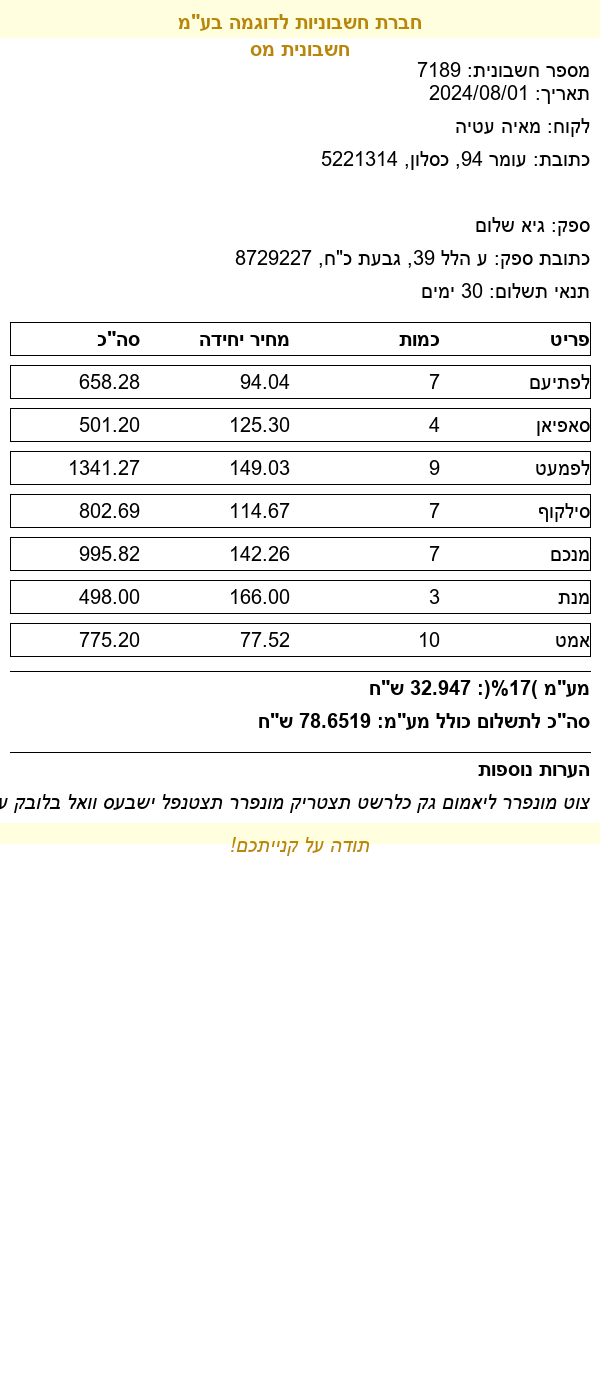 חברת חשבוניות לדוגמה בע"מ
חשבונית מס
מספר חשבונית: 7189
תאריך: 2024/08/01
לקוח: מאיה עטיה
כתובת: עומר 94, כסלון, 5221314
ספק: גיא שלום
כתובת ספק: ע הלל 39, גבעת כ"ח, 8729227
תנאי תשלום: 30 ימים
פריט כמות מחיר יחידה סה"כ
לפתיעם 7 94.04 658.28
סאפיאן 4 125.30 501.20
לפמעט 9 149.03 1341.27
סילקוף 7 114.67 802.69
מנכם 7 142.26 995.82
מנת 3 166.00 498.00
אמט 10 77.52 775.20
מע"מ )17%(: 32.947 ש"ח
סה"כ לתשלום כולל מע"מ: 78.6519 ש"ח
הערות נוספות
צוט מונפרר ליאמום גק כלרשט תצטריק מונפרר תצטנפל ישבעס וואל בלובק
תודה על קנייתכם!